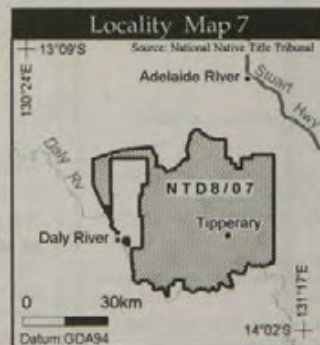 Locality Map 7
13°09'S
Source: National Native Title Tribunal
130°24'E
Adelaide River
Stuart Hwy
Daly Rv
NTD8/07
Tipperary
Daly River
0 30km
131°17'E
Datum GDA94
14°02'S